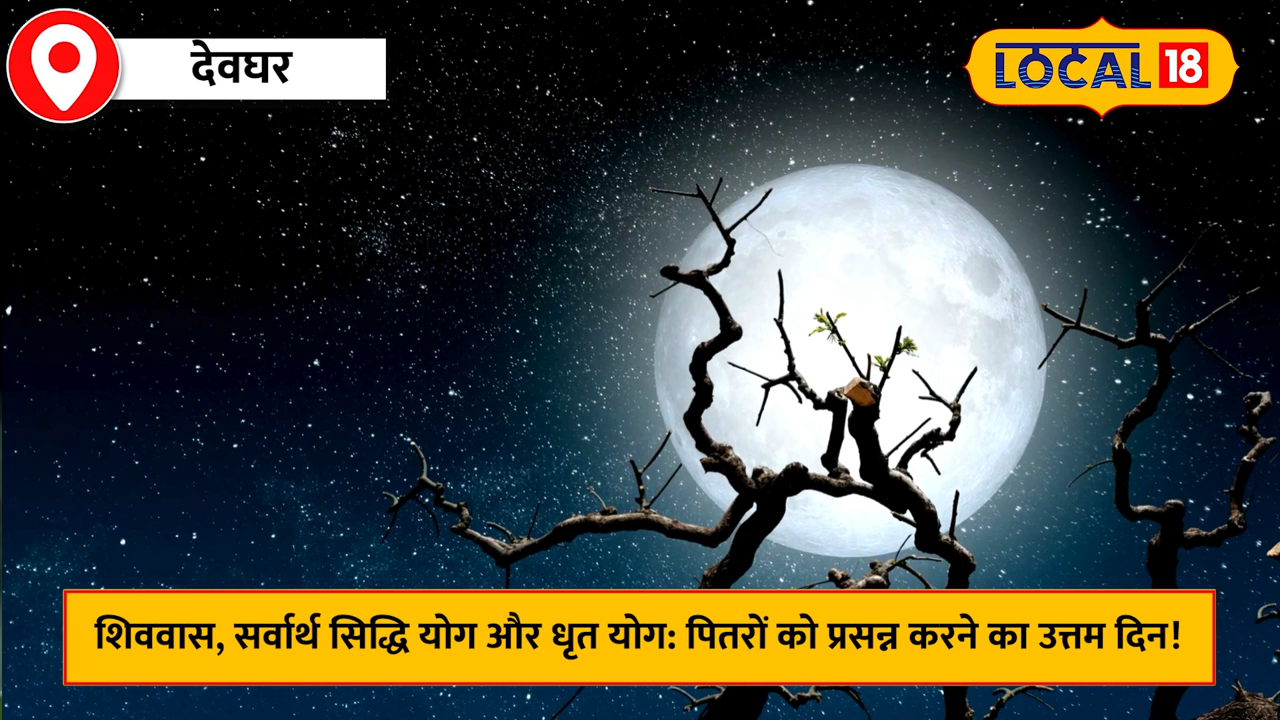 देवघर
LOCAL 18
शिववास, सर्वार्थ सिद्धि योग और धृत योग: पितरों को प्रसन्न करने का उत्तम दिन!